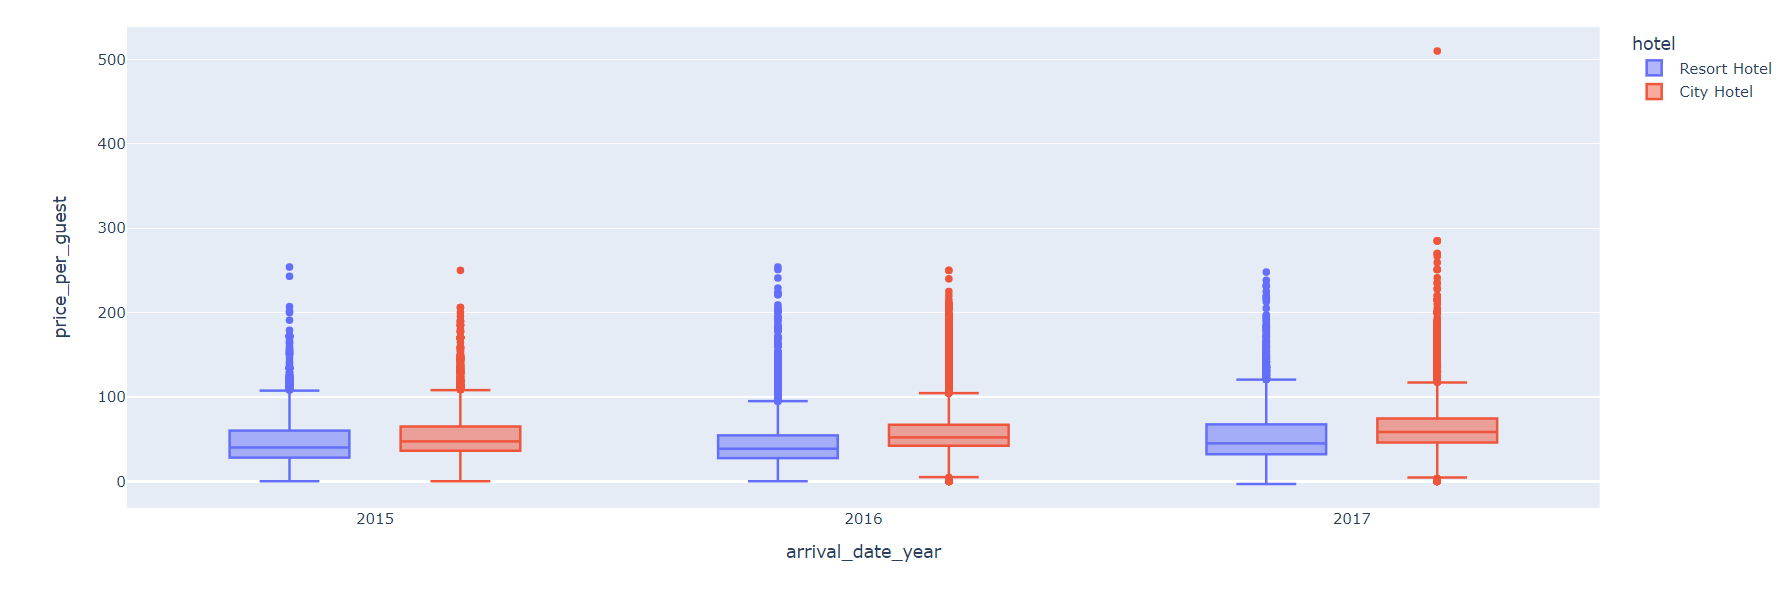 hotel
Resort Hotel
City Hotel
price_per_guest
500
400
300
200
100
0
2015
2016
2017
arrival_date_year